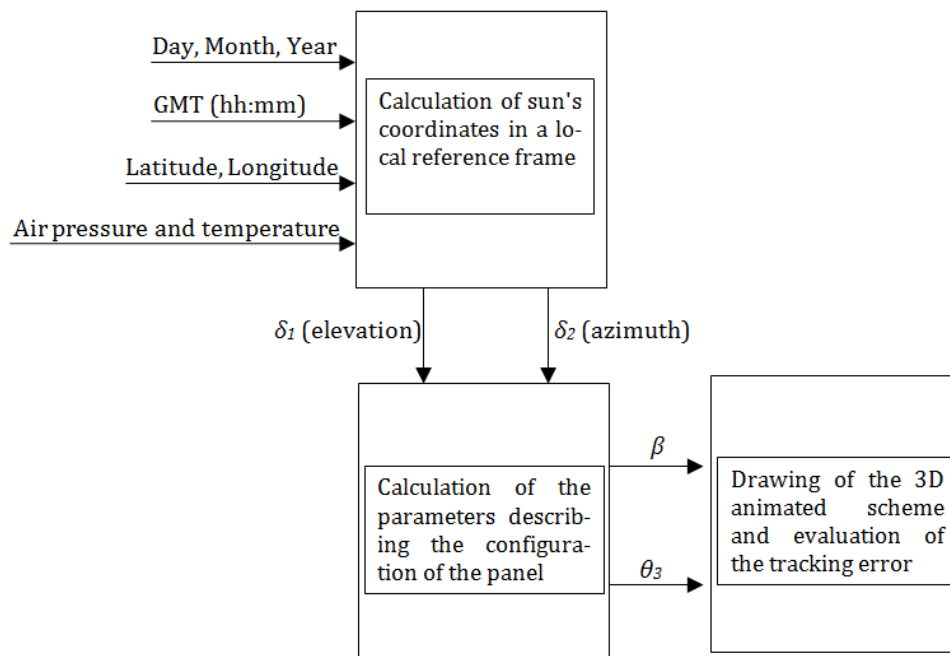 Day, Month, Year
GMT (hh:mm)
Latitude, Longitude
Air pressure and temperature
Calculation of sun's
coordinates in a lo-
cal reference frame
δ1 (elevation)
δ2 (azimuth)
Calculation of the
parameters describ-
ing the configura-
tion of the panel
β
θ3
Drawing of the 3D
animated scheme
and evaluation of
the tracking error